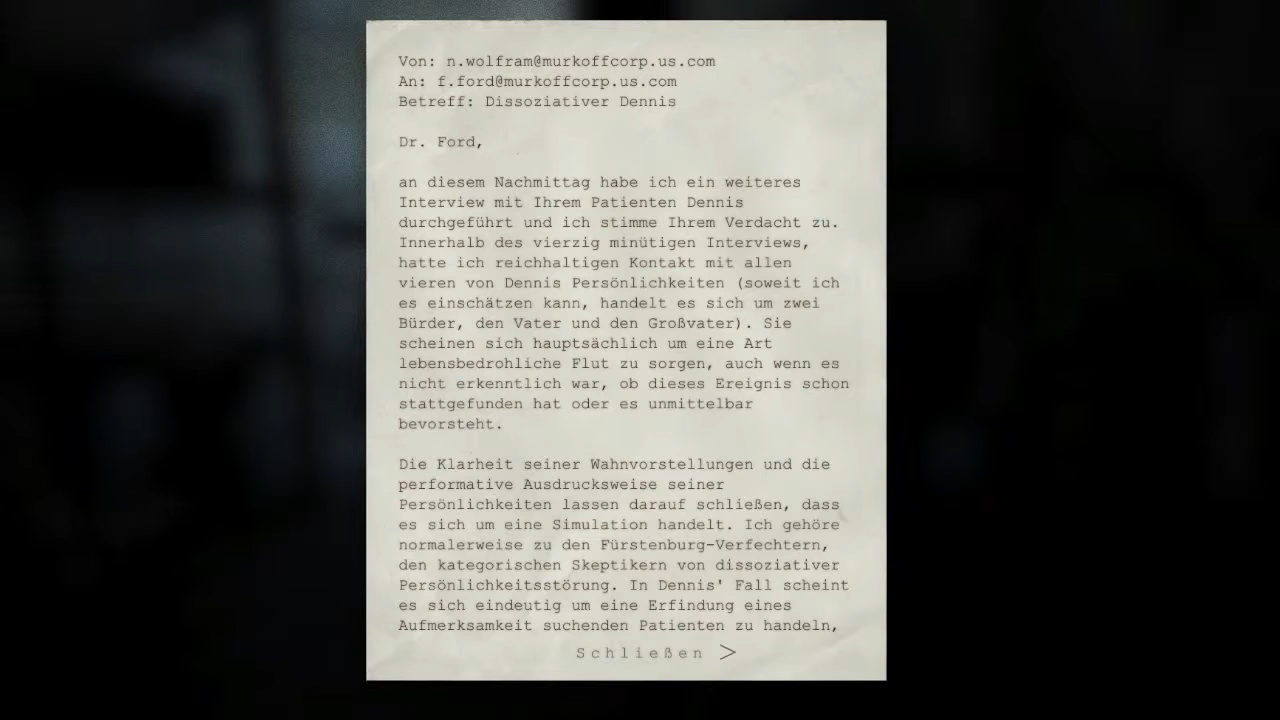 Von: n.wolfram@murkoffcorp.us.com
An: f.ford@murkoffcorp.us.com
Betreff: Dissoziativer Dennis
Dr. Ford,
an diesem Nachmittag habe ich ein weiteres
Interview mit Ihrem Patienten Dennis
durchgeführt und ich stimme Ihrem Verdacht zu.
Innerhalb des vierzig minütigen Interviews,
hatte ich reichhaltigen Kontakt mit allen
vieren von Dennis Persönlichkeiten (soweit ich
es einschätzen kann, handelt es sich um zwei
Bürder, den Vater und den Großvater). Sie
scheinen sich hauptsächlich um eine Art
lebensbedrohliche Flut zu sorgen, auch wenn es
nicht erkenntlich war, ob dieses Ereignis schon
stattgefunden hat oder es unmittelbar
bevorsteht.
Die Klarheit seiner Wahnvorstellungen und die
performative Ausdrucksweise seiner
Persönlichkeiten lassen darauf schließen, dass
es sich um eine Simulation handelt. Ich gehöre
normalerweise zu den Fürstenburg-Verfechtern,
den kategorischen Skeptikern von dissoziativer
Persönlichkeitsstörung. In Dennis' Fall scheint
es sich eindeutig um eine Erfindung eines
Aufmerksamkeit suchenden Patienten zu handeln,
Schließen >